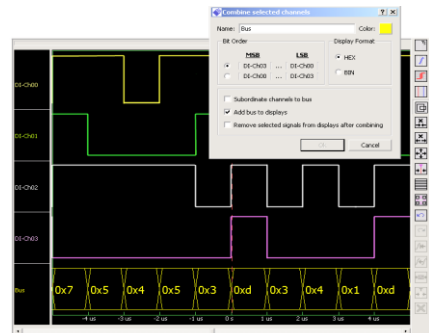 Combine selected channels
Name: Bus Color:
Bit Order Display Format
MSB LSB
DI-Ch03 ... DI-Ch00 HEX
DI-Ch00 ... DI-Ch03 BIN
Subordinate channels to bus
Add bus to displays
Remove selected signals from displays after combining
Ok Cancel
DI-Ch00
DI-Ch01
DI-Ch02
DI-Ch03
Bus 0x7 0x5 0x4 0x5 0x3 0xd 0x3 0x4 0x1 0xd
-4 us -3 us -2 us -1 us 0 s 1 us 2 us 3 us 4 us